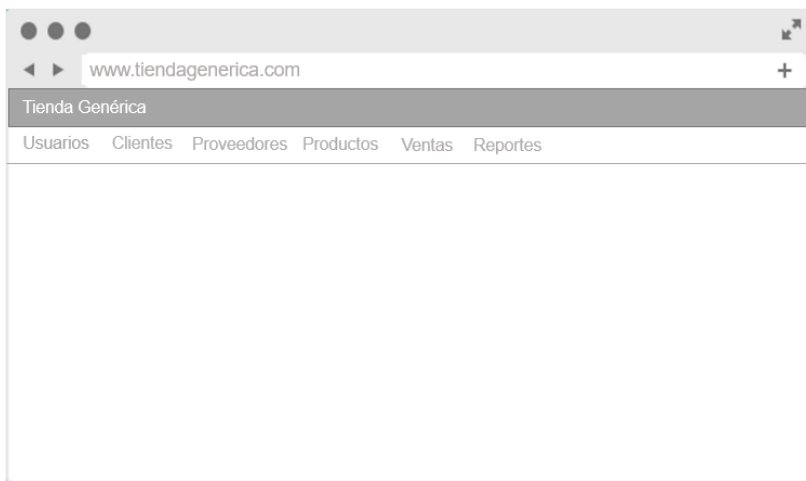 www.tiendagenerica.com
Tienda Genérica
Usuarios Clientes Proveedores Productos Ventas Reportes